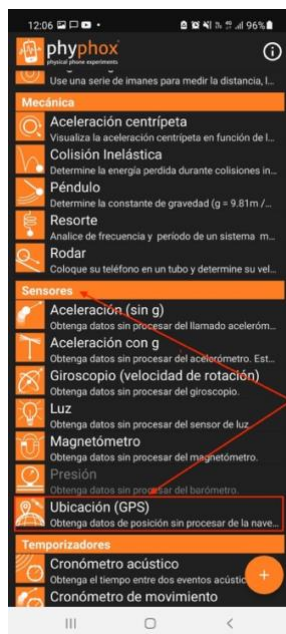 12:06 96%
phyphox
physical phone experiments
Use una serie de imanes para medir la distancia, l...
Mecánica
Aceleración centrípeta
Visualiza la aceleración centrípeta en función de l...
Colisión Inelástica
Determine la energía perdida durante colisiones in...
Péndulo
Determine la constante de gravedad (g = 9.81m /...
Resorte
Analice de frecuencia y período de un sistema m...
Rodar
Coloque su teléfono en un tubo y determine su vel...
Sensores
Aceleración (sin g)
Obtenga datos sin procesar del llamado aceleróm...
Aceleración con g
Obtenga datos sin procesar del acelerómetro. Est...
Giroscopio (velocidad de rotación)
Obtenga datos sin procesar del giroscopio.
Luz
Obtenga datos sin procesar del sensor de luz.
Magnetómetro
Obtenga datos sin procesar del magnetómetro.
Presión
Obtenga datos sin procesar del barómetro.
Ubicación (GPS)
Obtenga datos de posición sin procesar de la nave...
Temporizadores
Cronómetro acústico
Obtenga el tiempo entre dos eventos acústic
Cronómetro de movimiento